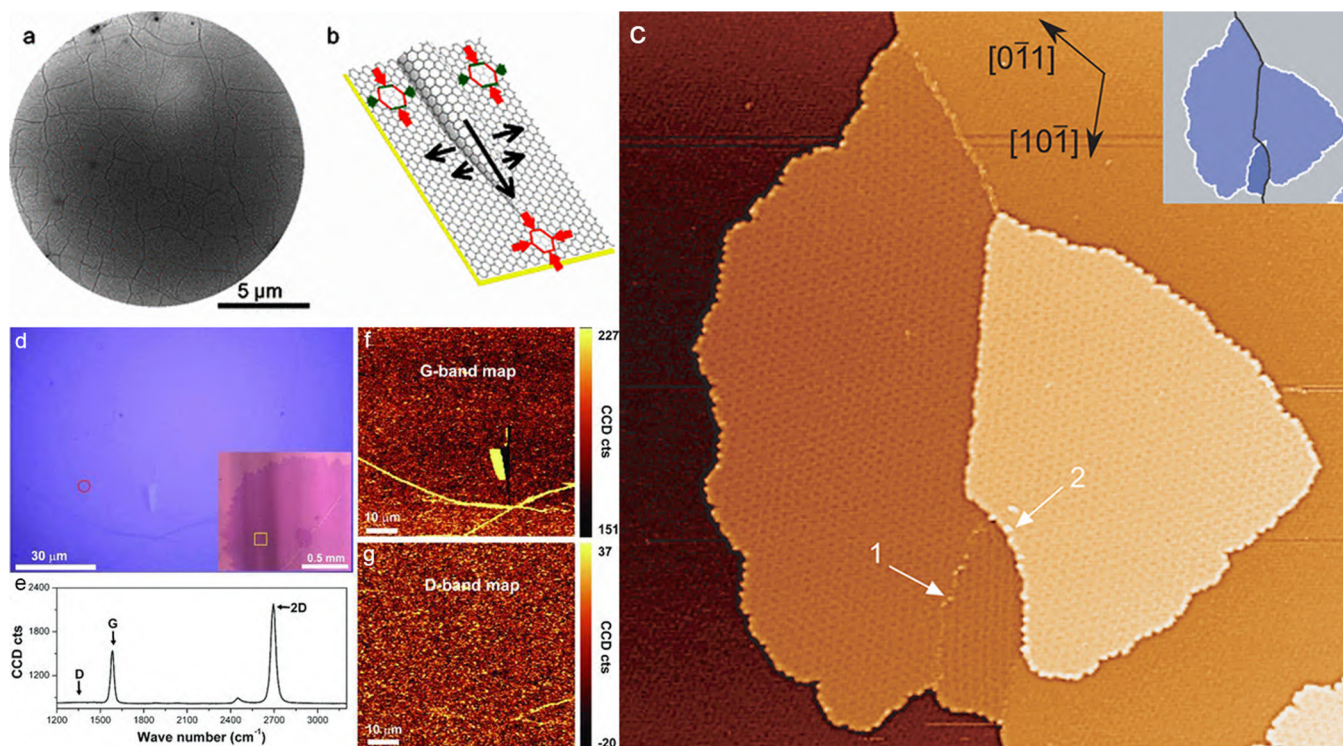 a
5 µm
b
c
[01̄1]
[101̄]
1
2
d
30 µm
0.5 mm
e
2400
1800
1200
CCD cts
D
G
2D
1200 1500 1800 2100 2400 2700 3000
Wave number (cm⁻¹)
f
G-band map
10 µm
227
CCD cts
151
g
D-band map
10 µm
37
CCD cts
-20